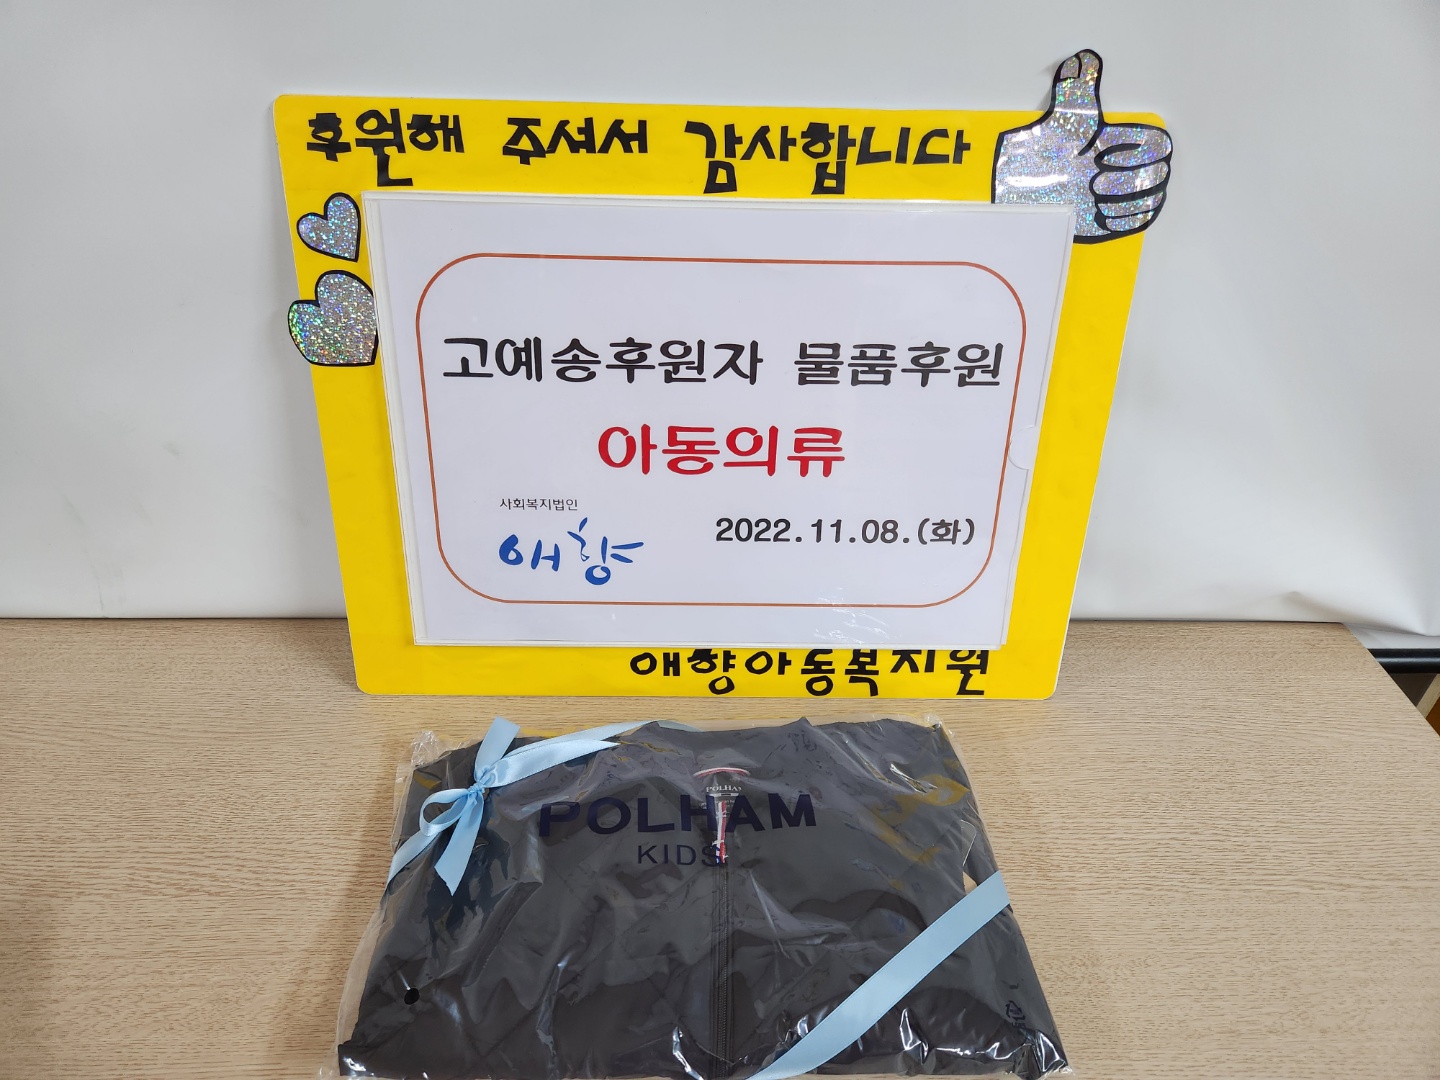 후원해 주셔서 감사합니다
고예송후원자 물품후원
아동의류
사회복지법인
애향
2022.11.08.(화)
애향아동복지원
POLHAM
POLHAM
KIDS